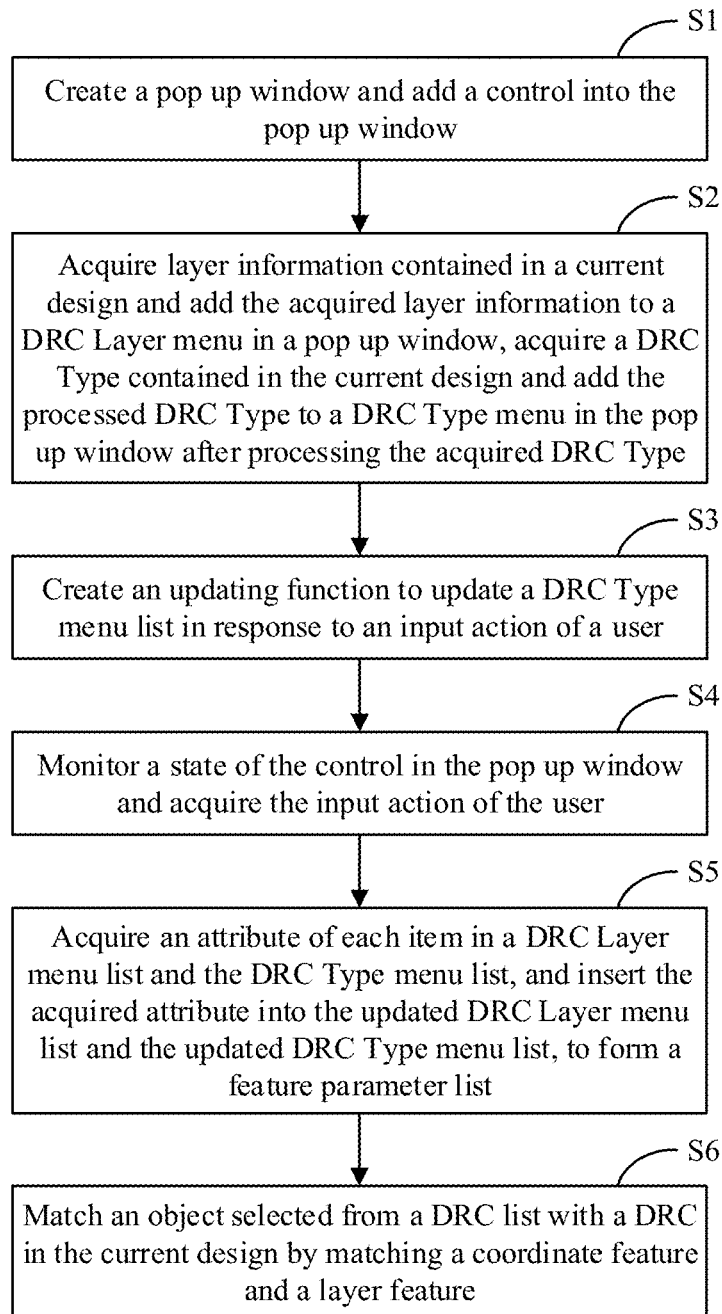 S1
Create a pop up window and add a control into the
pop up window
S2
Acquire layer information contained in a current
design and add the acquired layer information to a
DRC Layer menu in a pop up window, acquire a DRC
Type contained in the current design and add the
processed DRC Type to a DRC Type menu in the pop
up window after processing the acquired DRC Type
S3
Create an updating function to update a DRC Type
menu list in response to an input action of a user
S4
Monitor a state of the control in the pop up window
and acquire the input action of the user
S5
Acquire an attribute of each item in a DRC Layer
menu list and the DRC Type menu list, and insert the
acquired attribute into the updated DRC Layer menu
list and the updated DRC Type menu list, to form a
feature parameter list
S6
Match an object selected from a DRC list with a DRC
in the current design by matching a coordinate feature
and a layer feature